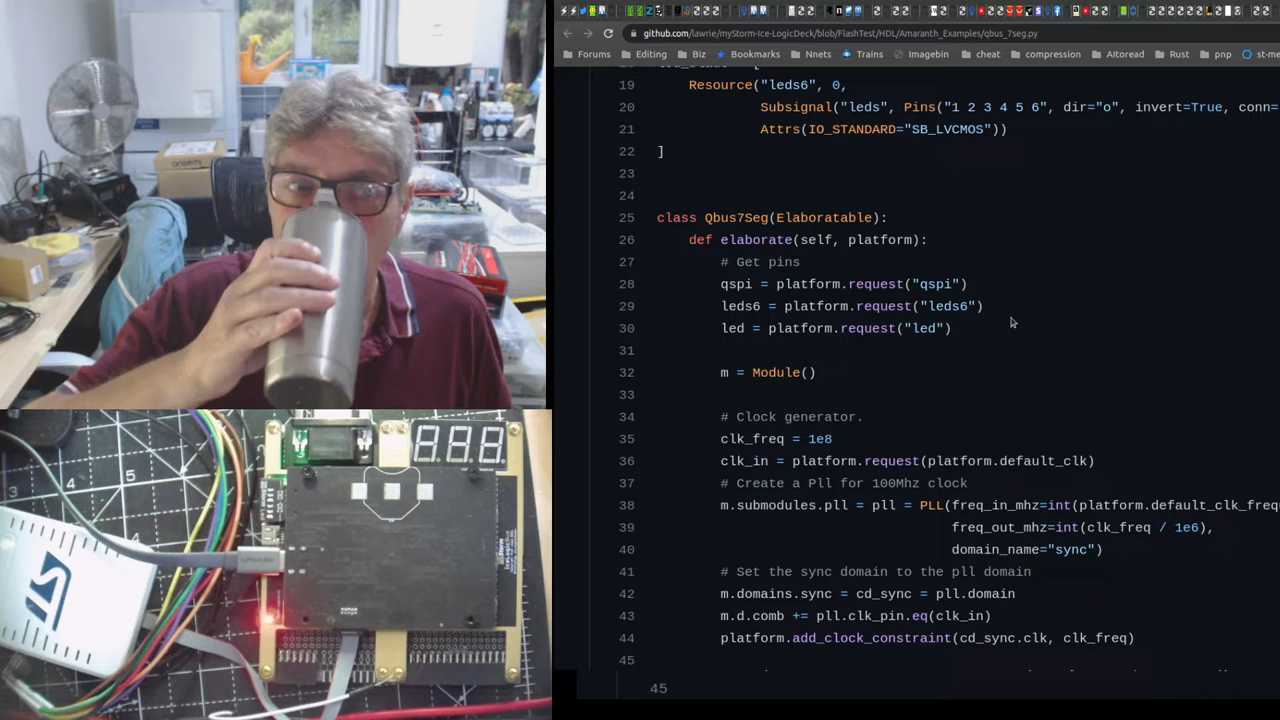 github.com/lawrie/myStorm-Ice-LogicDeck/blob/FlashTest/HDL/Amaranth_Examples/qbus_7seg.py
Forums Editing Biz Bookmarks Nnets Trains Imagebin cheat compression Altoread Rust pnp st-me
19 Resource("leds6", 0,
20 Subsignal("leds", Pins("1 2 3 4 5 6", dir="o", invert=True, conn=
21 Attrs(IO_STANDARD="SB_LVCMOS"))
22 ]
23
24
25 class Qbus7Seg(Elaboratable):
26 def elaborate(self, platform):
27 # Get pins
28 qspi = platform.request("qspi")
29 leds6 = platform.request("leds6")
30 led = platform.request("led")
31
32 m = Module()
33
34 # Clock generator.
35 clk_freq = 1e8
36 clk_in = platform.request(platform.default_clk)
37 # Create a Pll for 100Mhz clock
38 m.submodules.pll = pll = PLL(freq_in_mhz=int(platform.default_clk_freq
39 freq_out_mhz=int(clk_freq / 1e6),
40 domain_name="sync")
41 # Set the sync domain to the pll domain
42 m.domains.sync = cd_sync = pll.domain
43 m.d.comb += pll.clk_pin.eq(clk_in)
44 platform.add_clock_constraint(cd_sync.clk, clk_freq)
45
45
onsemi
ST
3
4
5